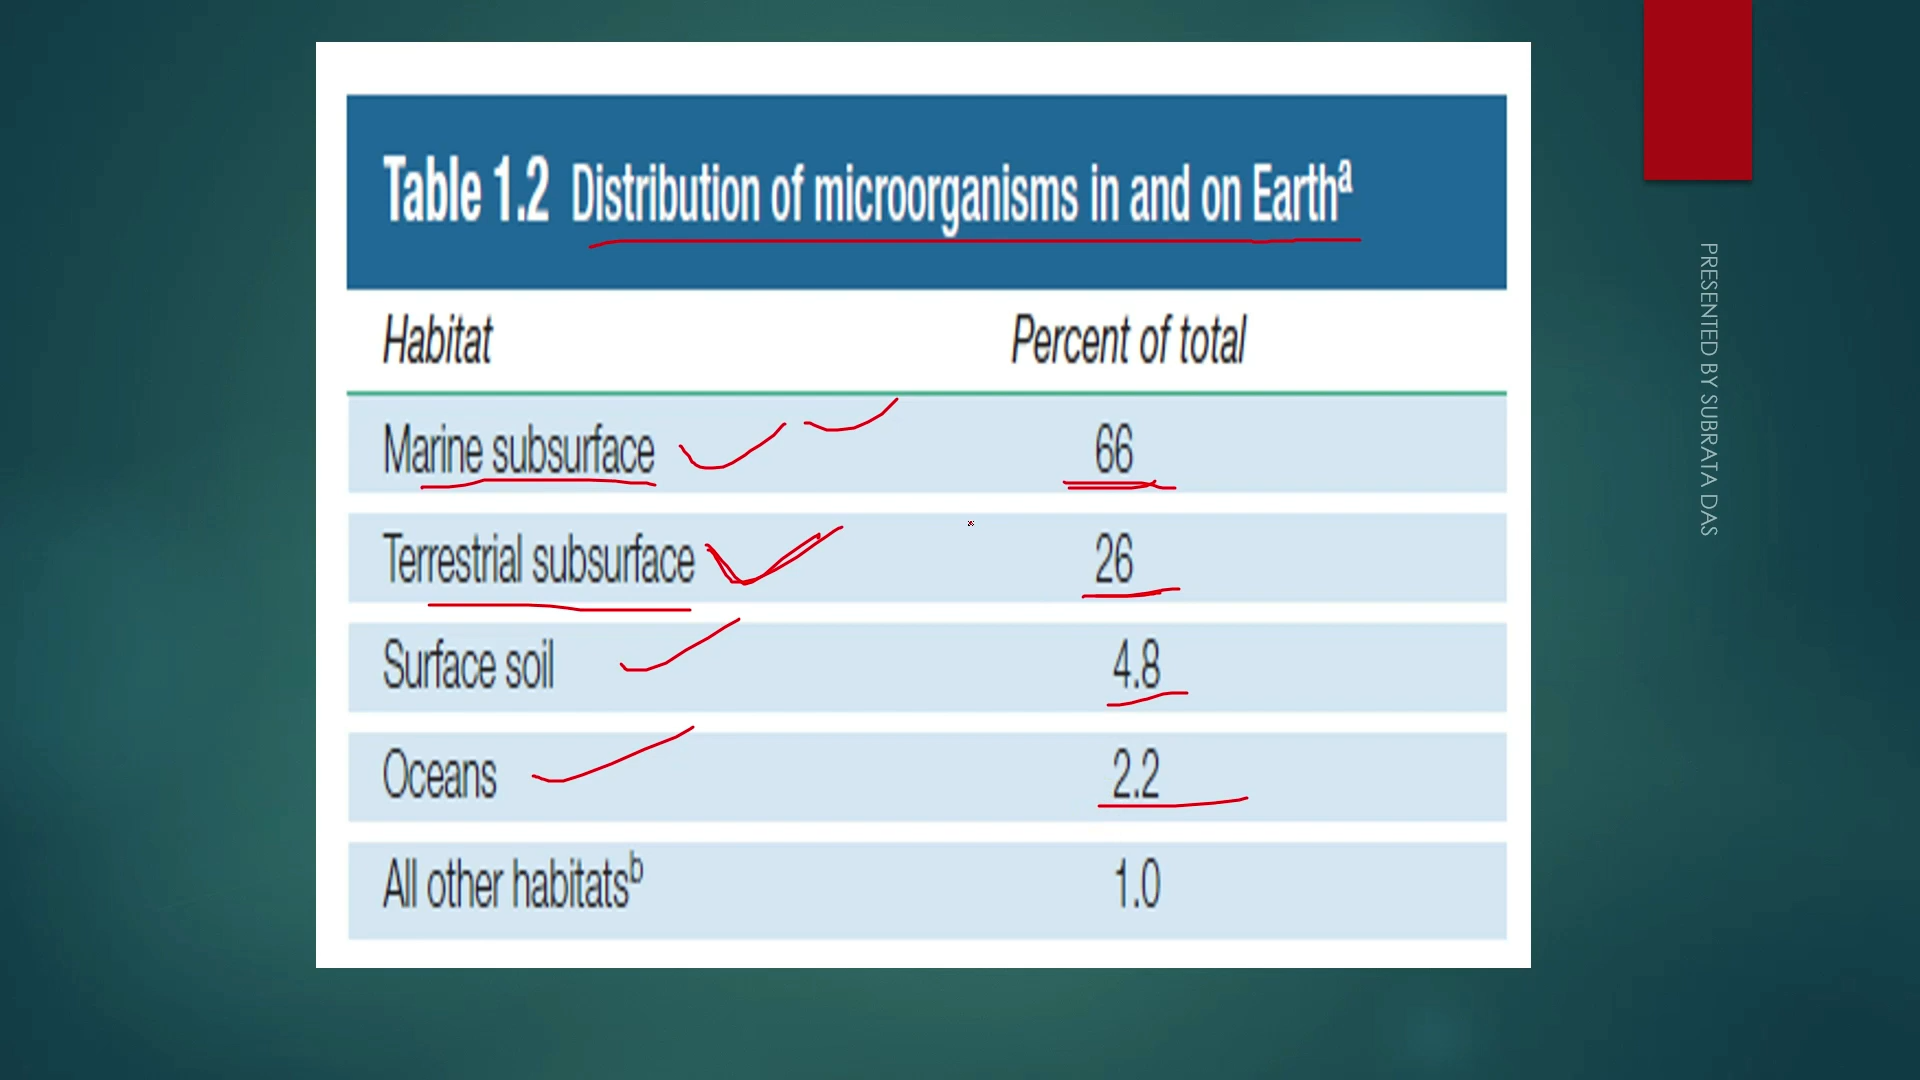 Table 1.2 Distribution of microorganisms in and on Earthᵃ
Habitat Percent of total
Marine subsurface 66
Terrestrial subsurface 26
Surface soil 4.8
Oceans 2.2
All other habitatsᵇ 1.0
PRESENTED BY SUBRATA DAS